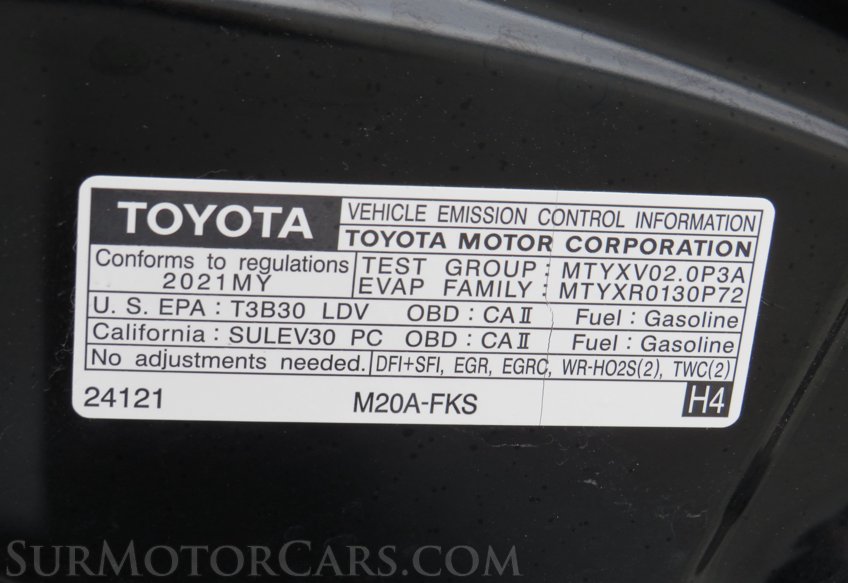 TOYOTA
VEHICLE EMISSION CONTROL INFORMATION
TOYOTA MOTOR CORPORATION
Conforms to regulations
2021MY
TEST GROUP : MTYXV02.0P3A
EVAP FAMILY : MTYXR0130P72
U. S. EPA : T3B30 LDV OBD : CAⅡ Fuel : Gasoline
California : SULEV30 PC OBD : CAⅡ Fuel : Gasoline
No adjustments needed. DFI+SFI, EGR, EGRC, WR-HO2S(2), TWC(2)
24121 M20A-FKS H4
SURMOTORCARS.COM